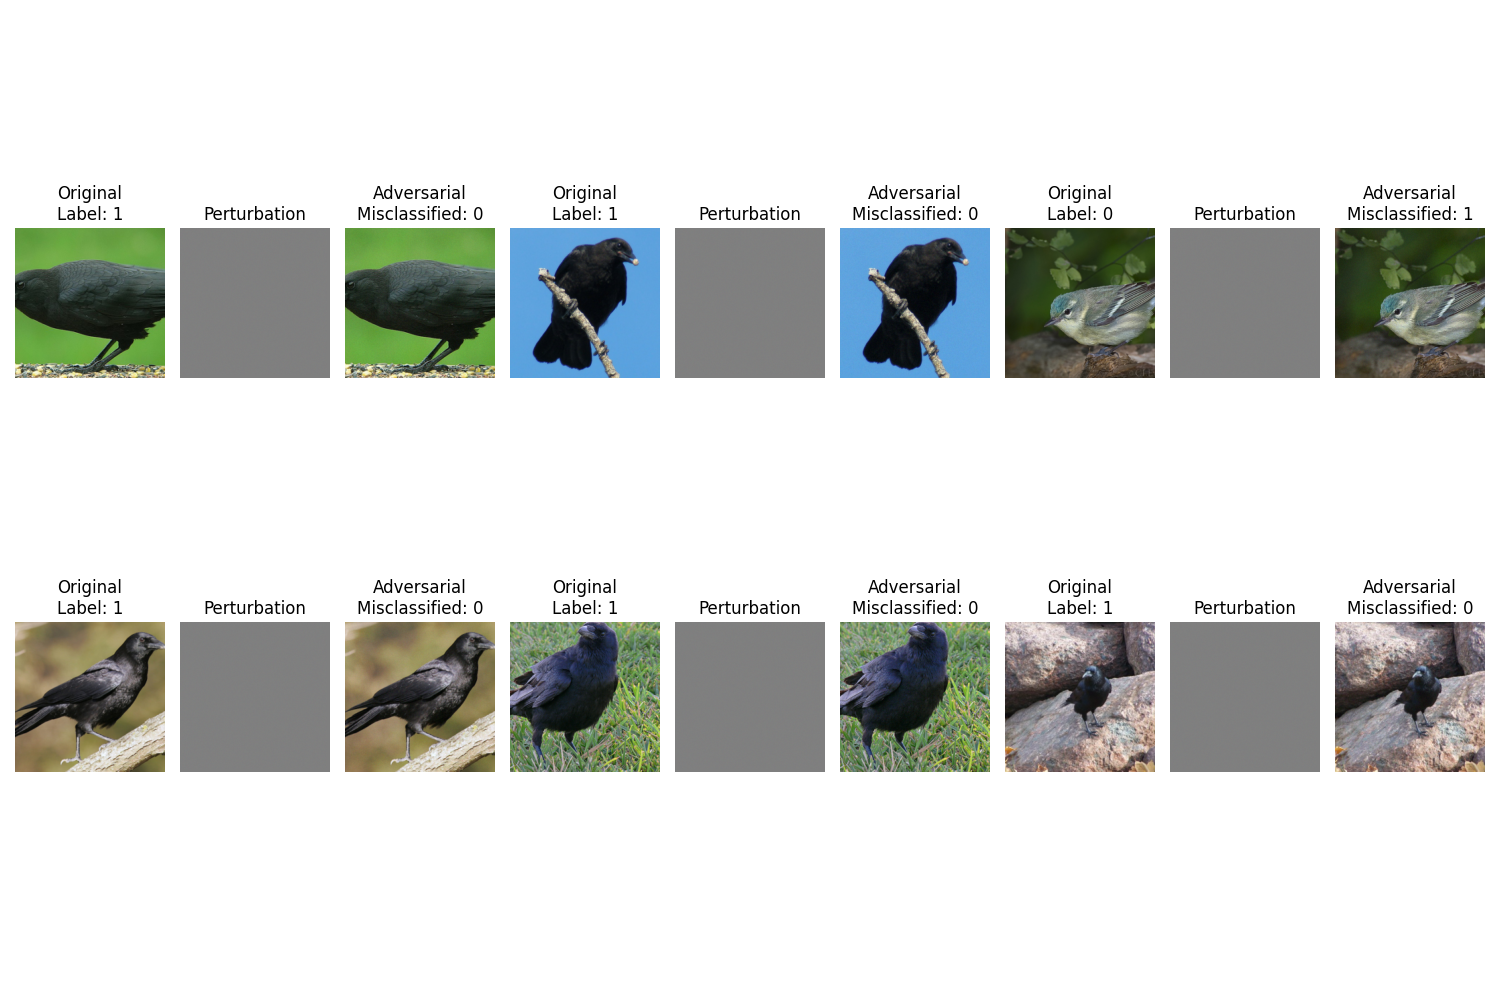 Original
Label: 1
Perturbation
Adversarial
Misclassified: 0
Original
Label: 1
Perturbation
Adversarial
Misclassified: 0
Original
Label: 0
Perturbation
Adversarial
Misclassified: 1
Original
Label: 1
Perturbation
Adversarial
Misclassified: 0
Original
Label: 1
Perturbation
Adversarial
Misclassified: 0
Original
Label: 1
Perturbation
Adversarial
Misclassified: 0